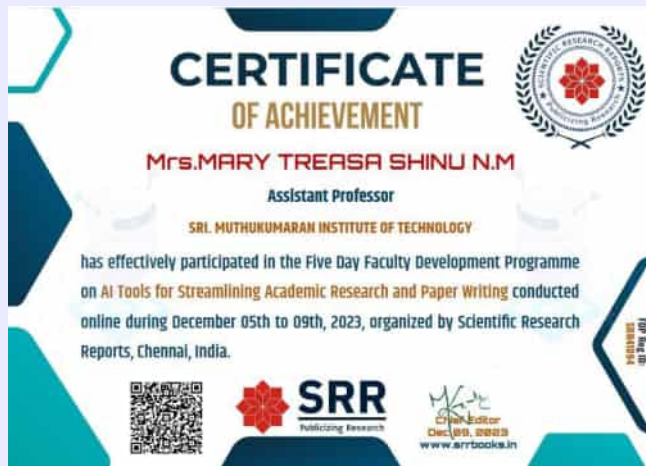 CERTIFICATE
OF ACHIEVEMENT
SCIENTIFIC RESEARCH REPORTS
Publicizing Research
Mrs.MARY TREASA SHINU N.M
Assistant Professor
SRI. MUTHUKUMARAN INSTITUTE OF TECHNOLOGY
has effectively participated in the Five Day Faculty Development Programme
on AI Tools for Streamlining Academic Research and Paper Writing conducted
online during December 05th to 09th, 2023, organized by Scientific Research
Reports, Chennai, India.
FDP Reg ID:
SRR
Publicizing Research
Chief Editor
Dec 09, 2023
www.srrbooks.in